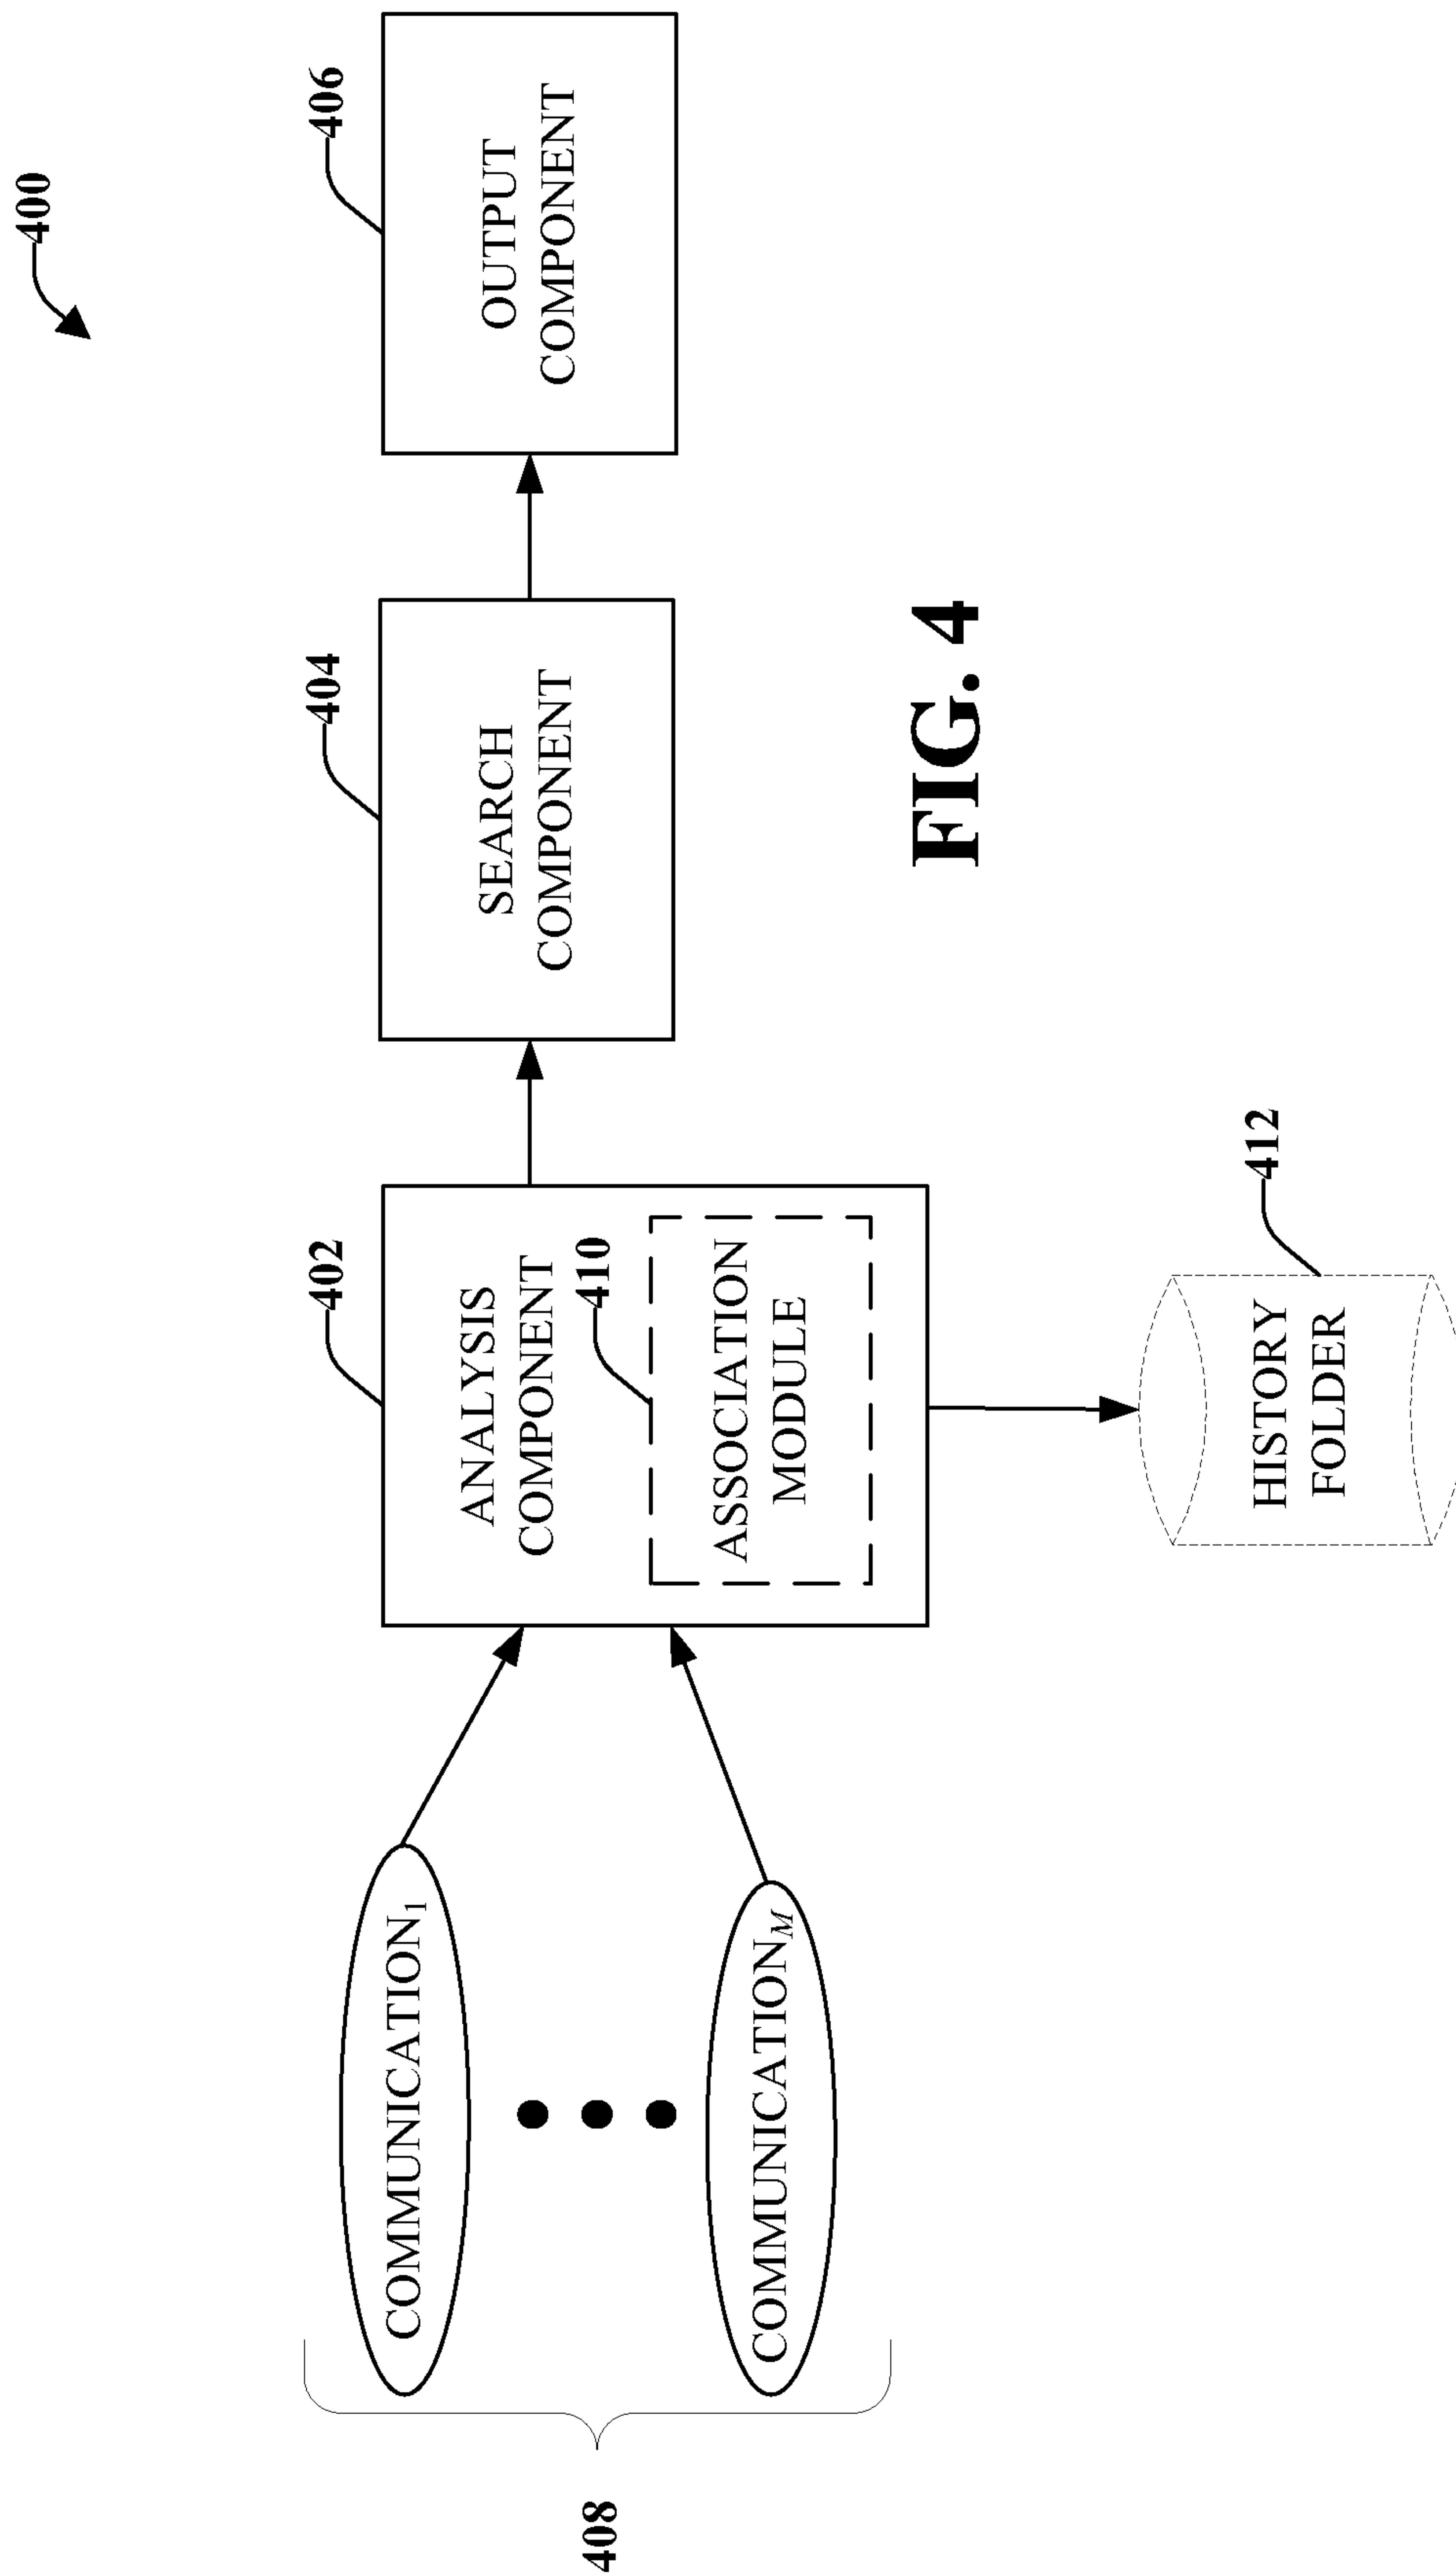 400
402
404
406
ANALYSIS
COMPONENT
410
ASSOCIATION
MODULE
SEARCH
COMPONENT
OUTPUT
COMPONENT
408
COMMUNICATION1
COMMUNICATIONM
412
HISTORY
FOLDER
FIG. 4